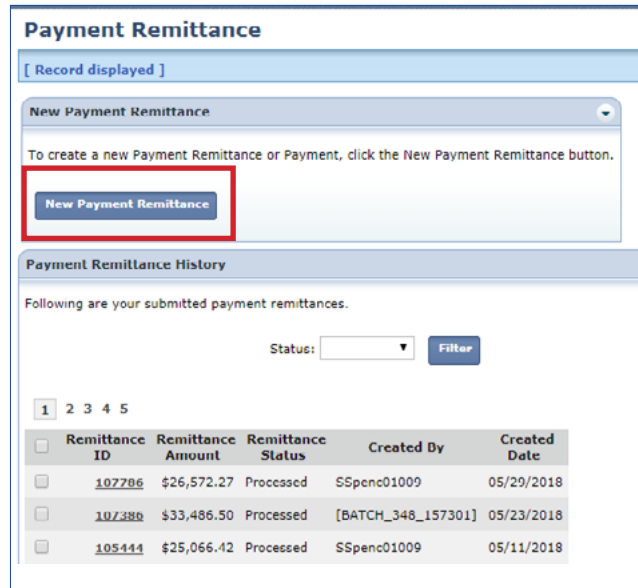 Payment Remittance
[ Record displayed ]
New Payment Remittance
To create a new Payment Remittance or Payment, click the New Payment Remittance button.
New Payment Remittance
Payment Remittance History
Following are your submitted payment remittances.
Status: Filter
1 2 3 4 5
Remittance ID Remittance Amount Remittance Status Created By Created Date
107786 $26,572.27 Processed SSpenc01009 05/29/2018
107386 $33,486.50 Processed [BATCH_348_157301] 05/23/2018
105444 $25,066.42 Processed SSpenc01009 05/11/2018